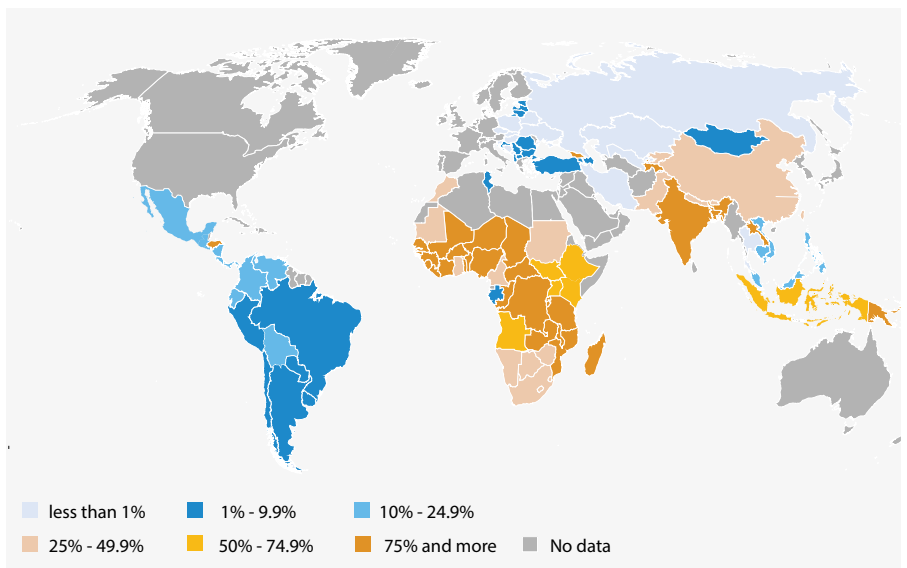 less than 1% 1% - 9.9% 10% - 24.9%
25% - 49.9% 50% - 74.9% 75% and more No data